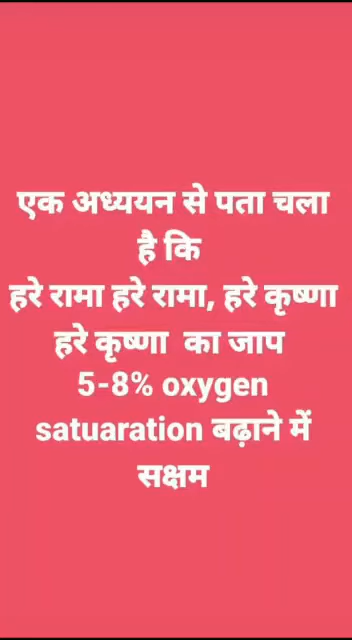 एक अध्ययन से पता चला
है कि
हरे रामा हरे रामा, हरे कृष्णा
हरे कृष्णा का जाप
5-8% oxygen
satuaration बढ़ाने में
सक्षम